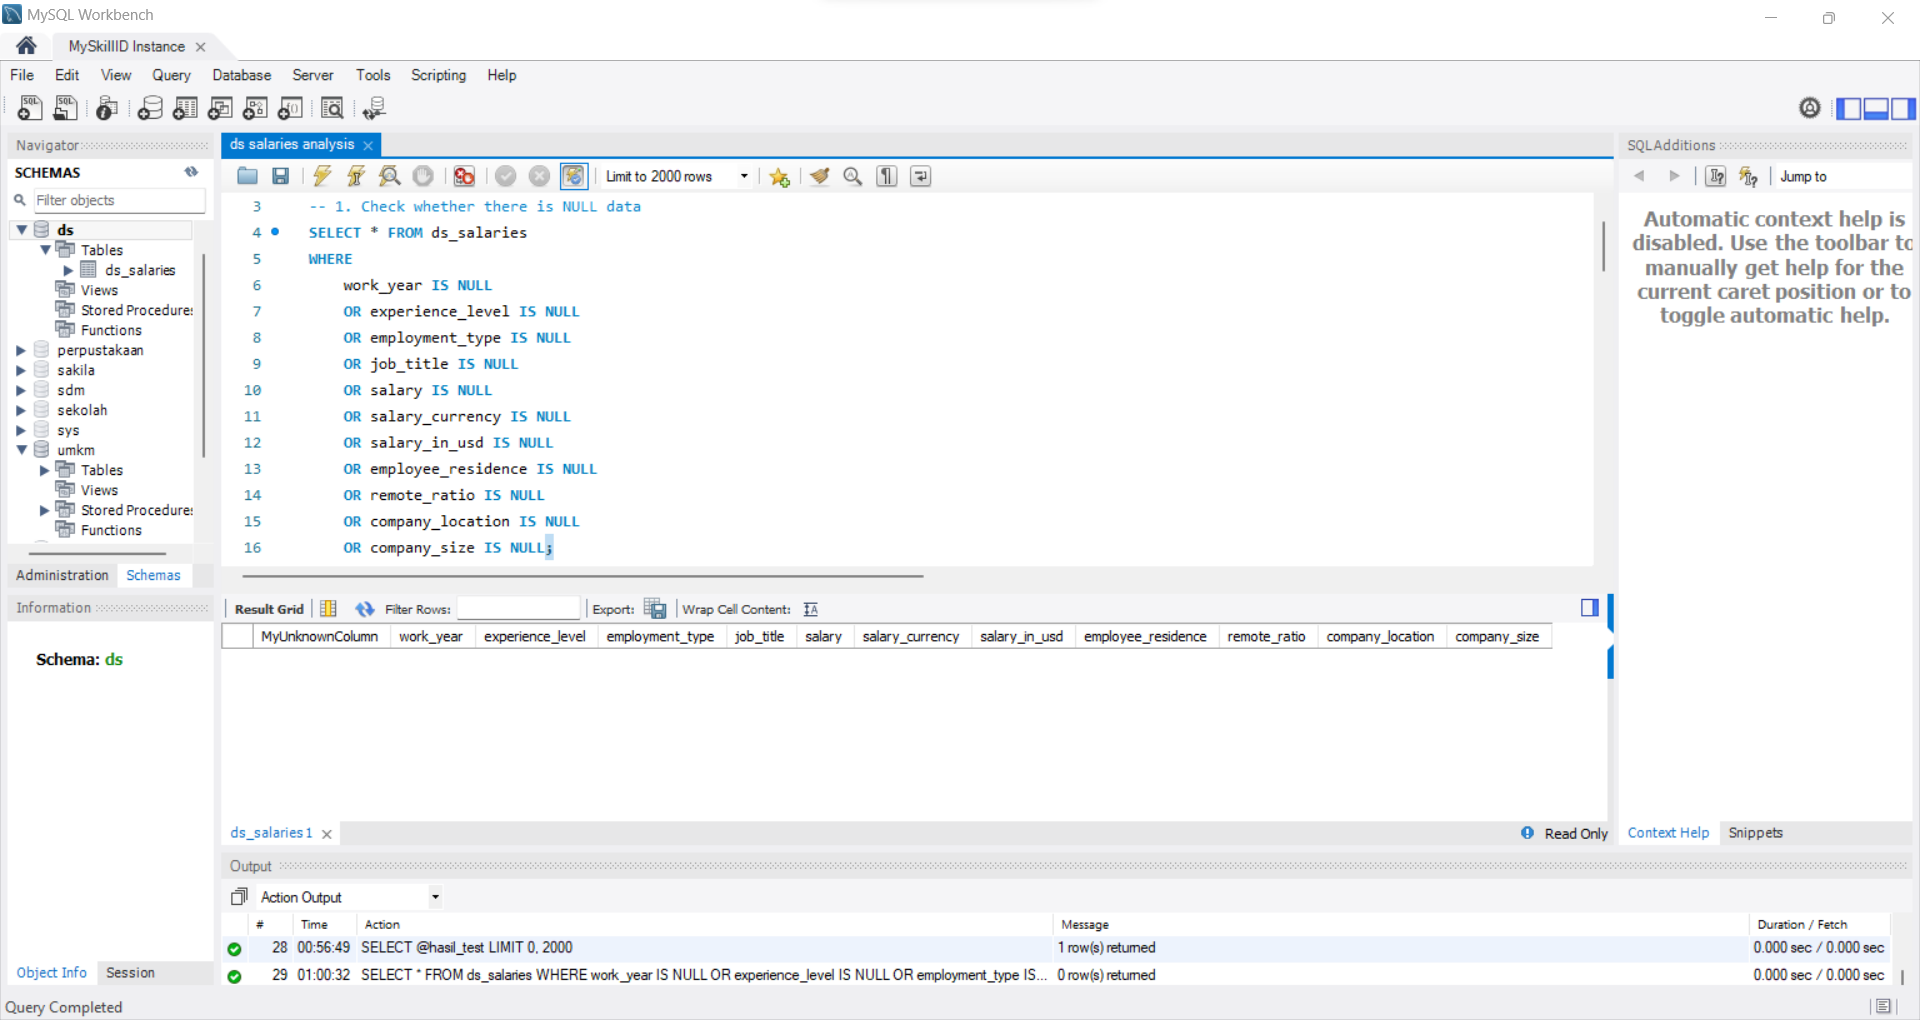 MySQL Workbench
MySkillID Instance
File Edit View Query Database Server Tools Scripting Help
Navigator
SCHEMAS
Filter objects
ds
Tables
ds_salaries
Views
Stored Procedures
Functions
perpustakaan
sakila
sdm
sekolah
sys
umkm
Tables
Views
Stored Procedures
Functions
Administration Schemas
Information
Schema: ds
Object Info Session
ds salaries analysis
Limit to 2000 rows
3 -- 1. Check whether there is NULL data
4 SELECT * FROM ds_salaries
5 WHERE
6 work_year IS NULL
7 OR experience_level IS NULL
8 OR employment_type IS NULL
9 OR job_title IS NULL
10 OR salary IS NULL
11 OR salary_currency IS NULL
12 OR salary_in_usd IS NULL
13 OR employee_residence IS NULL
14 OR remote_ratio IS NULL
15 OR company_location IS NULL
16 OR company_size IS NULL;
Result Grid Filter Rows: Export: Wrap Cell Content:
MyUnknownColumn work_year experience_level employment_type job_title salary salary_currency salary_in_usd employee_residence remote_ratio company_location company_size
ds_salaries 1 Read Only
SQLAdditions
Jump to
Automatic context help is
disabled. Use the toolbar to
manually get help for the
current caret position or to
toggle automatic help.
Context Help Snippets
Output
Action Output
# Time Action Message Duration / Fetch
28 00:56:49 SELECT @hasil_test LIMIT 0, 2000 1 row(s) returned 0.000 sec / 0.000 sec
29 01:00:32 SELECT * FROM ds_salaries WHERE work_year IS NULL OR experience_level IS NULL OR employment_type IS... 0 row(s) returned 0.000 sec / 0.000 sec
Query Completed